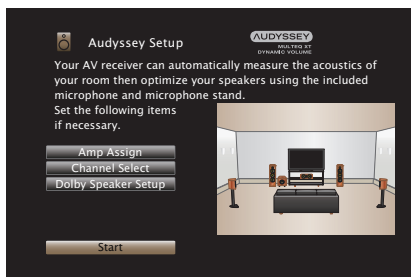 Audyssey Setup
AUDYSSEY
MULTEQ XT
DYNAMIC VOLUME
Your AV receiver can automatically measure the acoustics of
your room then optimize your speakers using the included
microphone and microphone stand.
Set the following items
if necessary.
Amp Assign
Channel Select
Dolby Speaker Setup
Start